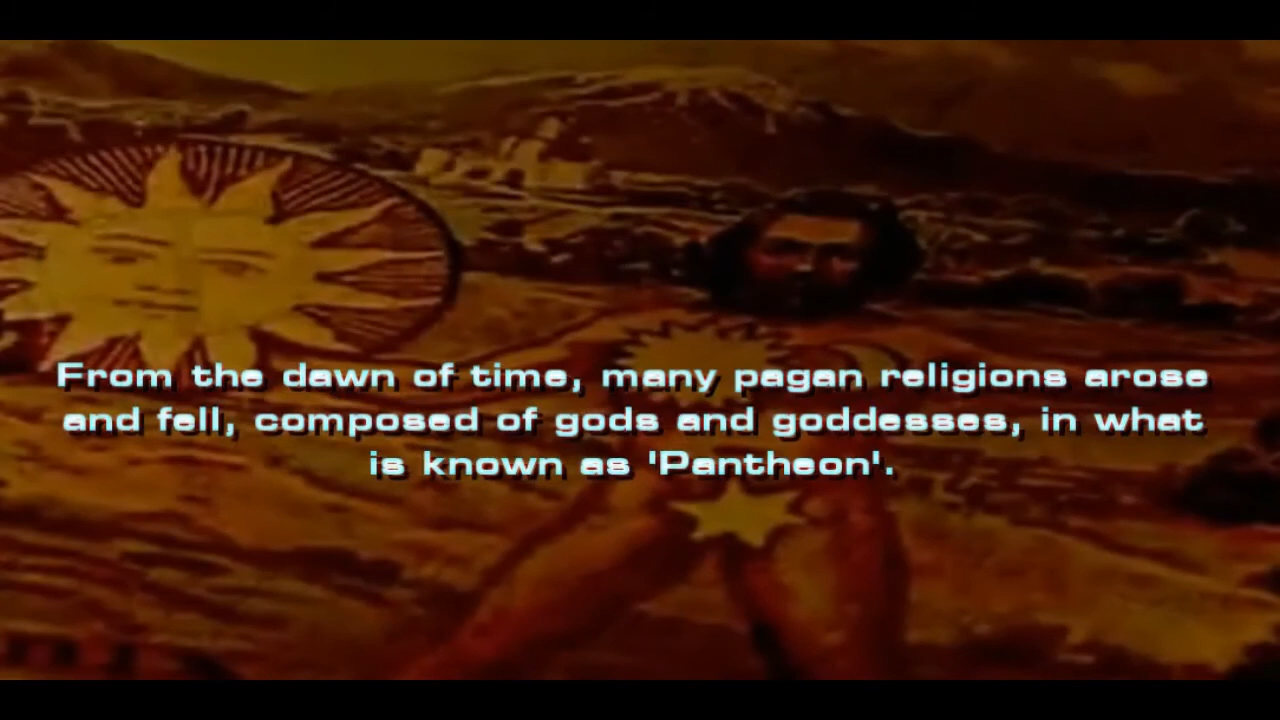 From the dawn of time, many pagan religions arose
and fell, composed of gods and goddesses, in what
is known as 'Pantheon'.